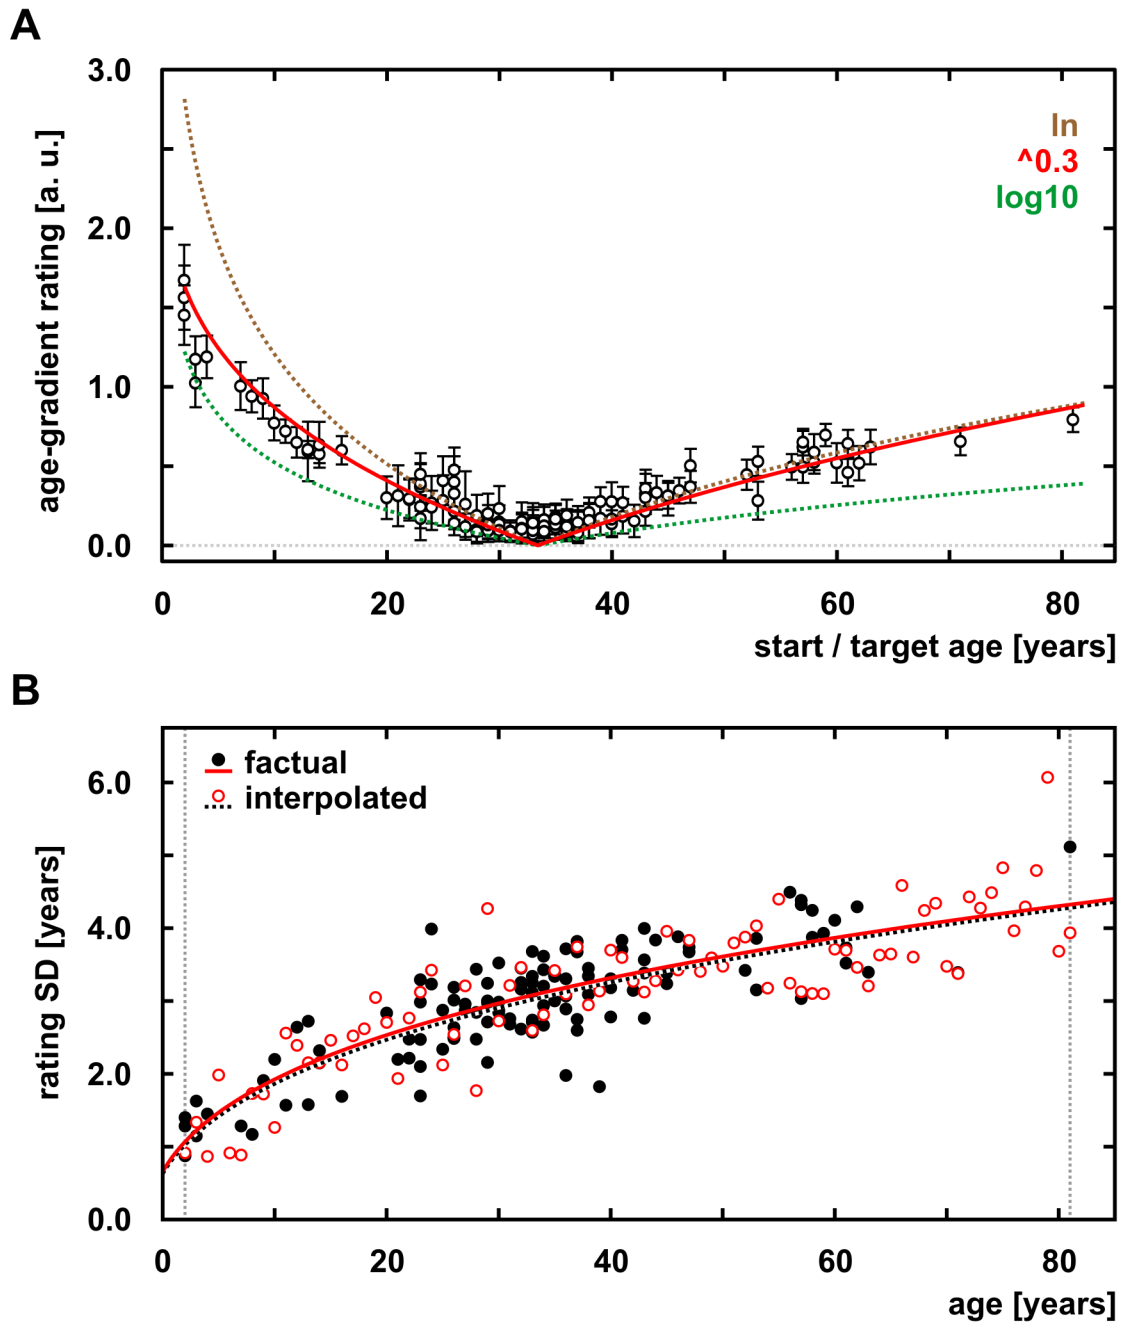 A
age-gradient rating [a. u.]
3.0
2.0
1.0
0.0
ln
^0.3
log10
0 20 40 60 80
start / target age [years]
B
rating SD [years]
6.0
4.0
2.0
0.0
factual
interpolated
0 20 40 60 80
age [years]